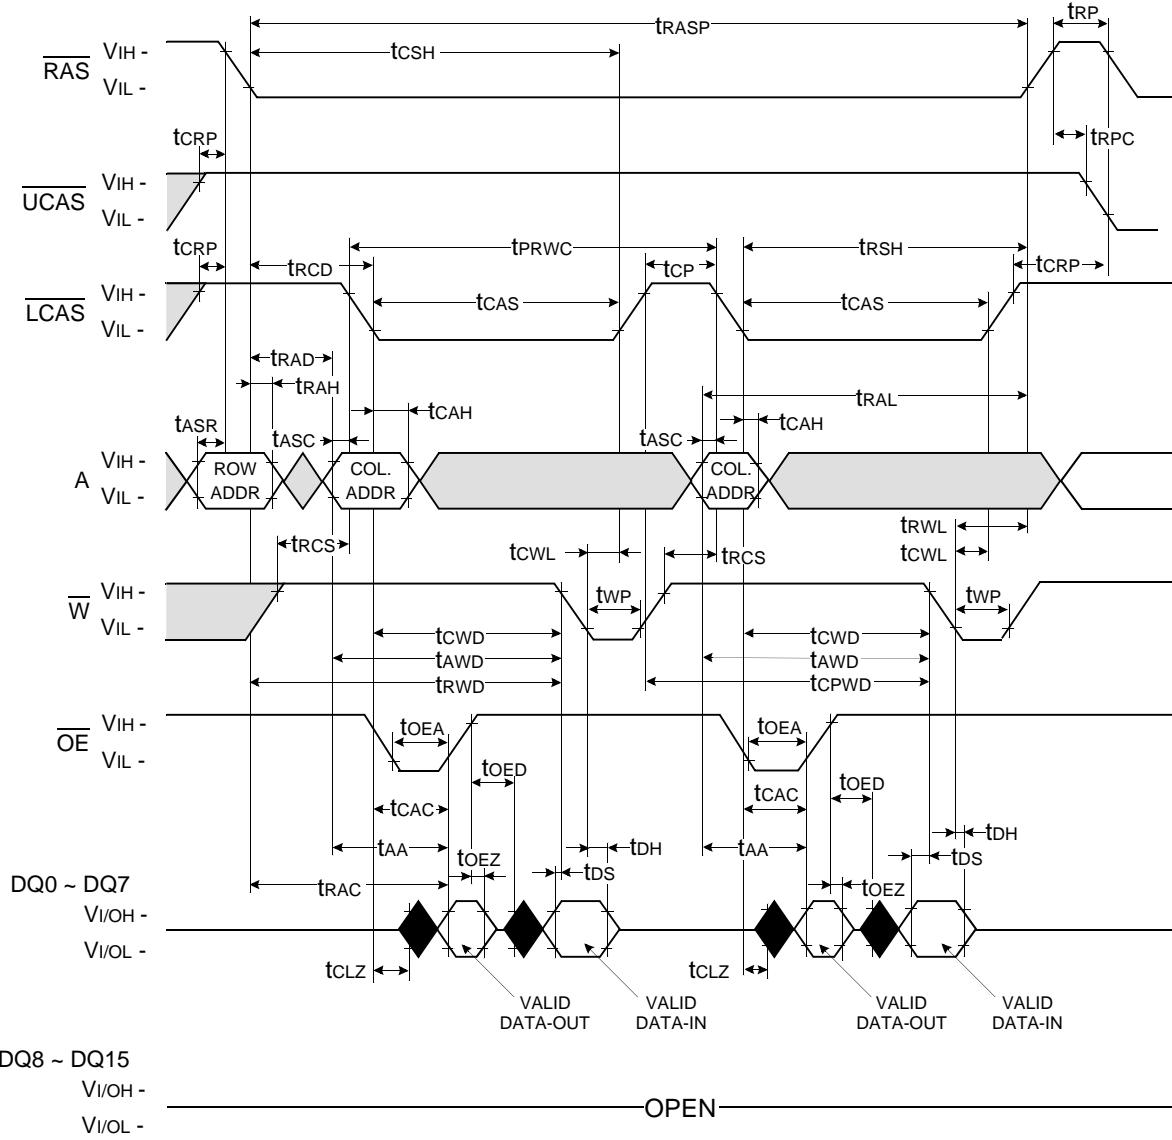 tRASP
tRP
tCSH
RAS
VIH -
VIL -
tCRP
tRPC
UCAS
VIH -
VIL -
tCRP
tRCD
tPRWC
tCP
tRSH
tCRP
LCAS
VIH -
VIL -
tCAS
tCAS
tRAD
tRAH
tCAH
tRAL
tCAH
tASR
tASC
tASC
A
VIH -
VIL -
ROW
ADDR
COL.
ADDR
COL.
ADDR
tRCS
tCWL
tRCS
tRWL
tCWL
W
VIH -
VIL -
tWP
tWP
tCWD
tCWD
tAWD
tAWD
tRWD
tCPWD
OE
VIH -
VIL -
tOEA
tOEA
tOED
tOED
tCAC
tCAC
tAA
tOEZ
tDH
tAA
tDH
tRAC
tDS
tOEZ
tDS
DQ0 ~ DQ7
VI/OH -
VI/OL -
tCLZ
tCLZ
VALID
DATA-OUT
VALID
DATA-IN
VALID
DATA-OUT
VALID
DATA-IN
DQ8 ~ DQ15
VI/OH -
VI/OL -
OPEN